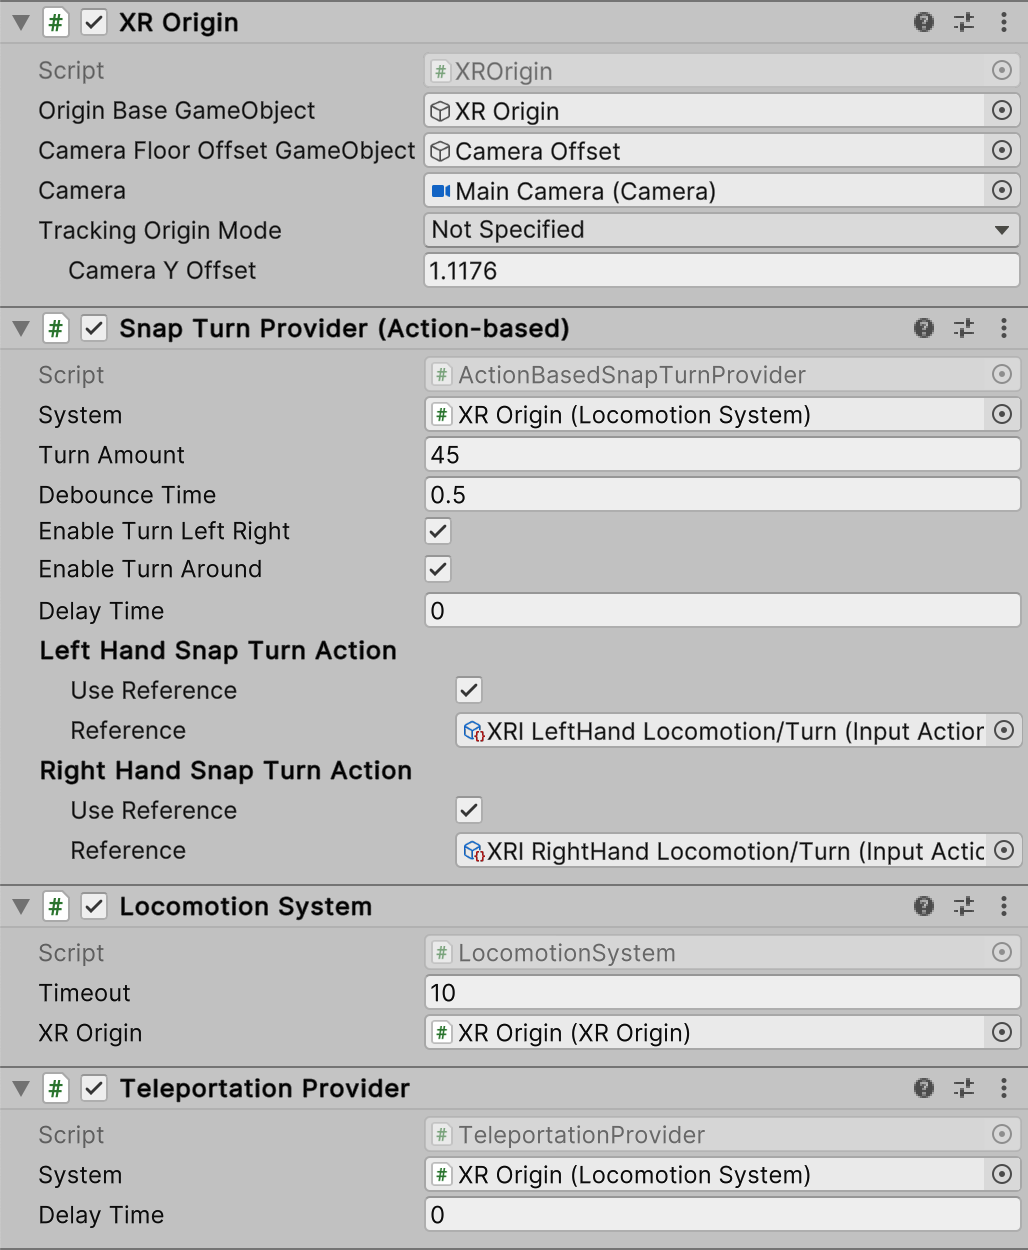 XR Origin
Script # XROrigin
Origin Base GameObject XR Origin
Camera Floor Offset GameObject Camera Offset
Camera Main Camera (Camera)
Tracking Origin Mode Not Specified
Camera Y Offset 1.1176
Snap Turn Provider (Action-based)
Script # ActionBasedSnapTurnProvider
System # XR Origin (Locomotion System)
Turn Amount 45
Debounce Time 0.5
Enable Turn Left Right
Enable Turn Around
Delay Time 0
Left Hand Snap Turn Action
Use Reference
Reference XRI LeftHand Locomotion/Turn (Input Action
Right Hand Snap Turn Action
Use Reference
Reference XRI RightHand Locomotion/Turn (Input Actic
# Locomotion System
Script # LocomotionSystem
Timeout 10
XR Origin # XR Origin (XR Origin)
# Teleportation Provider
Script # TeleportationProvider
System # XR Origin (Locomotion System)
Delay Time 0